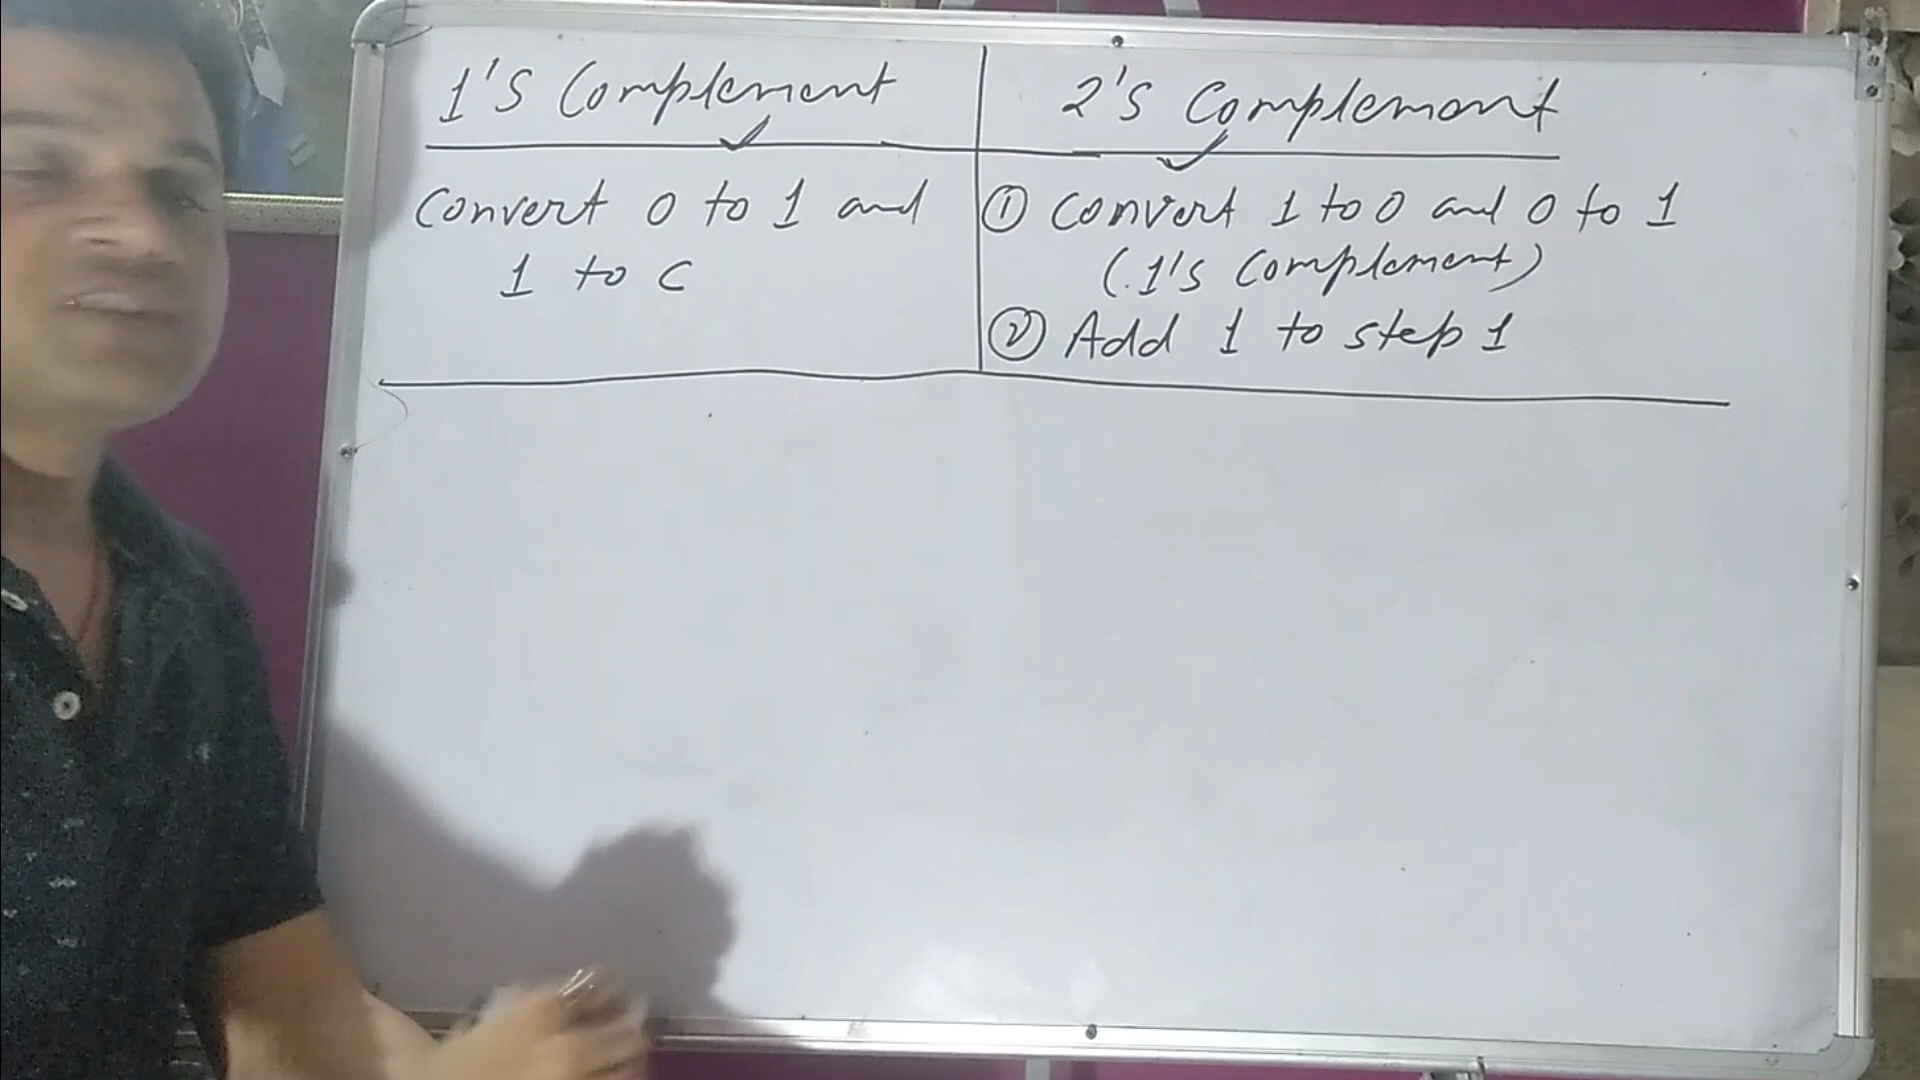 1's Complement
Convert 0 to 1 and
1 to C
2's Complement
① Convert 1 to 0 and 0 to 1
(1's Complement)
② Add 1 to step 1